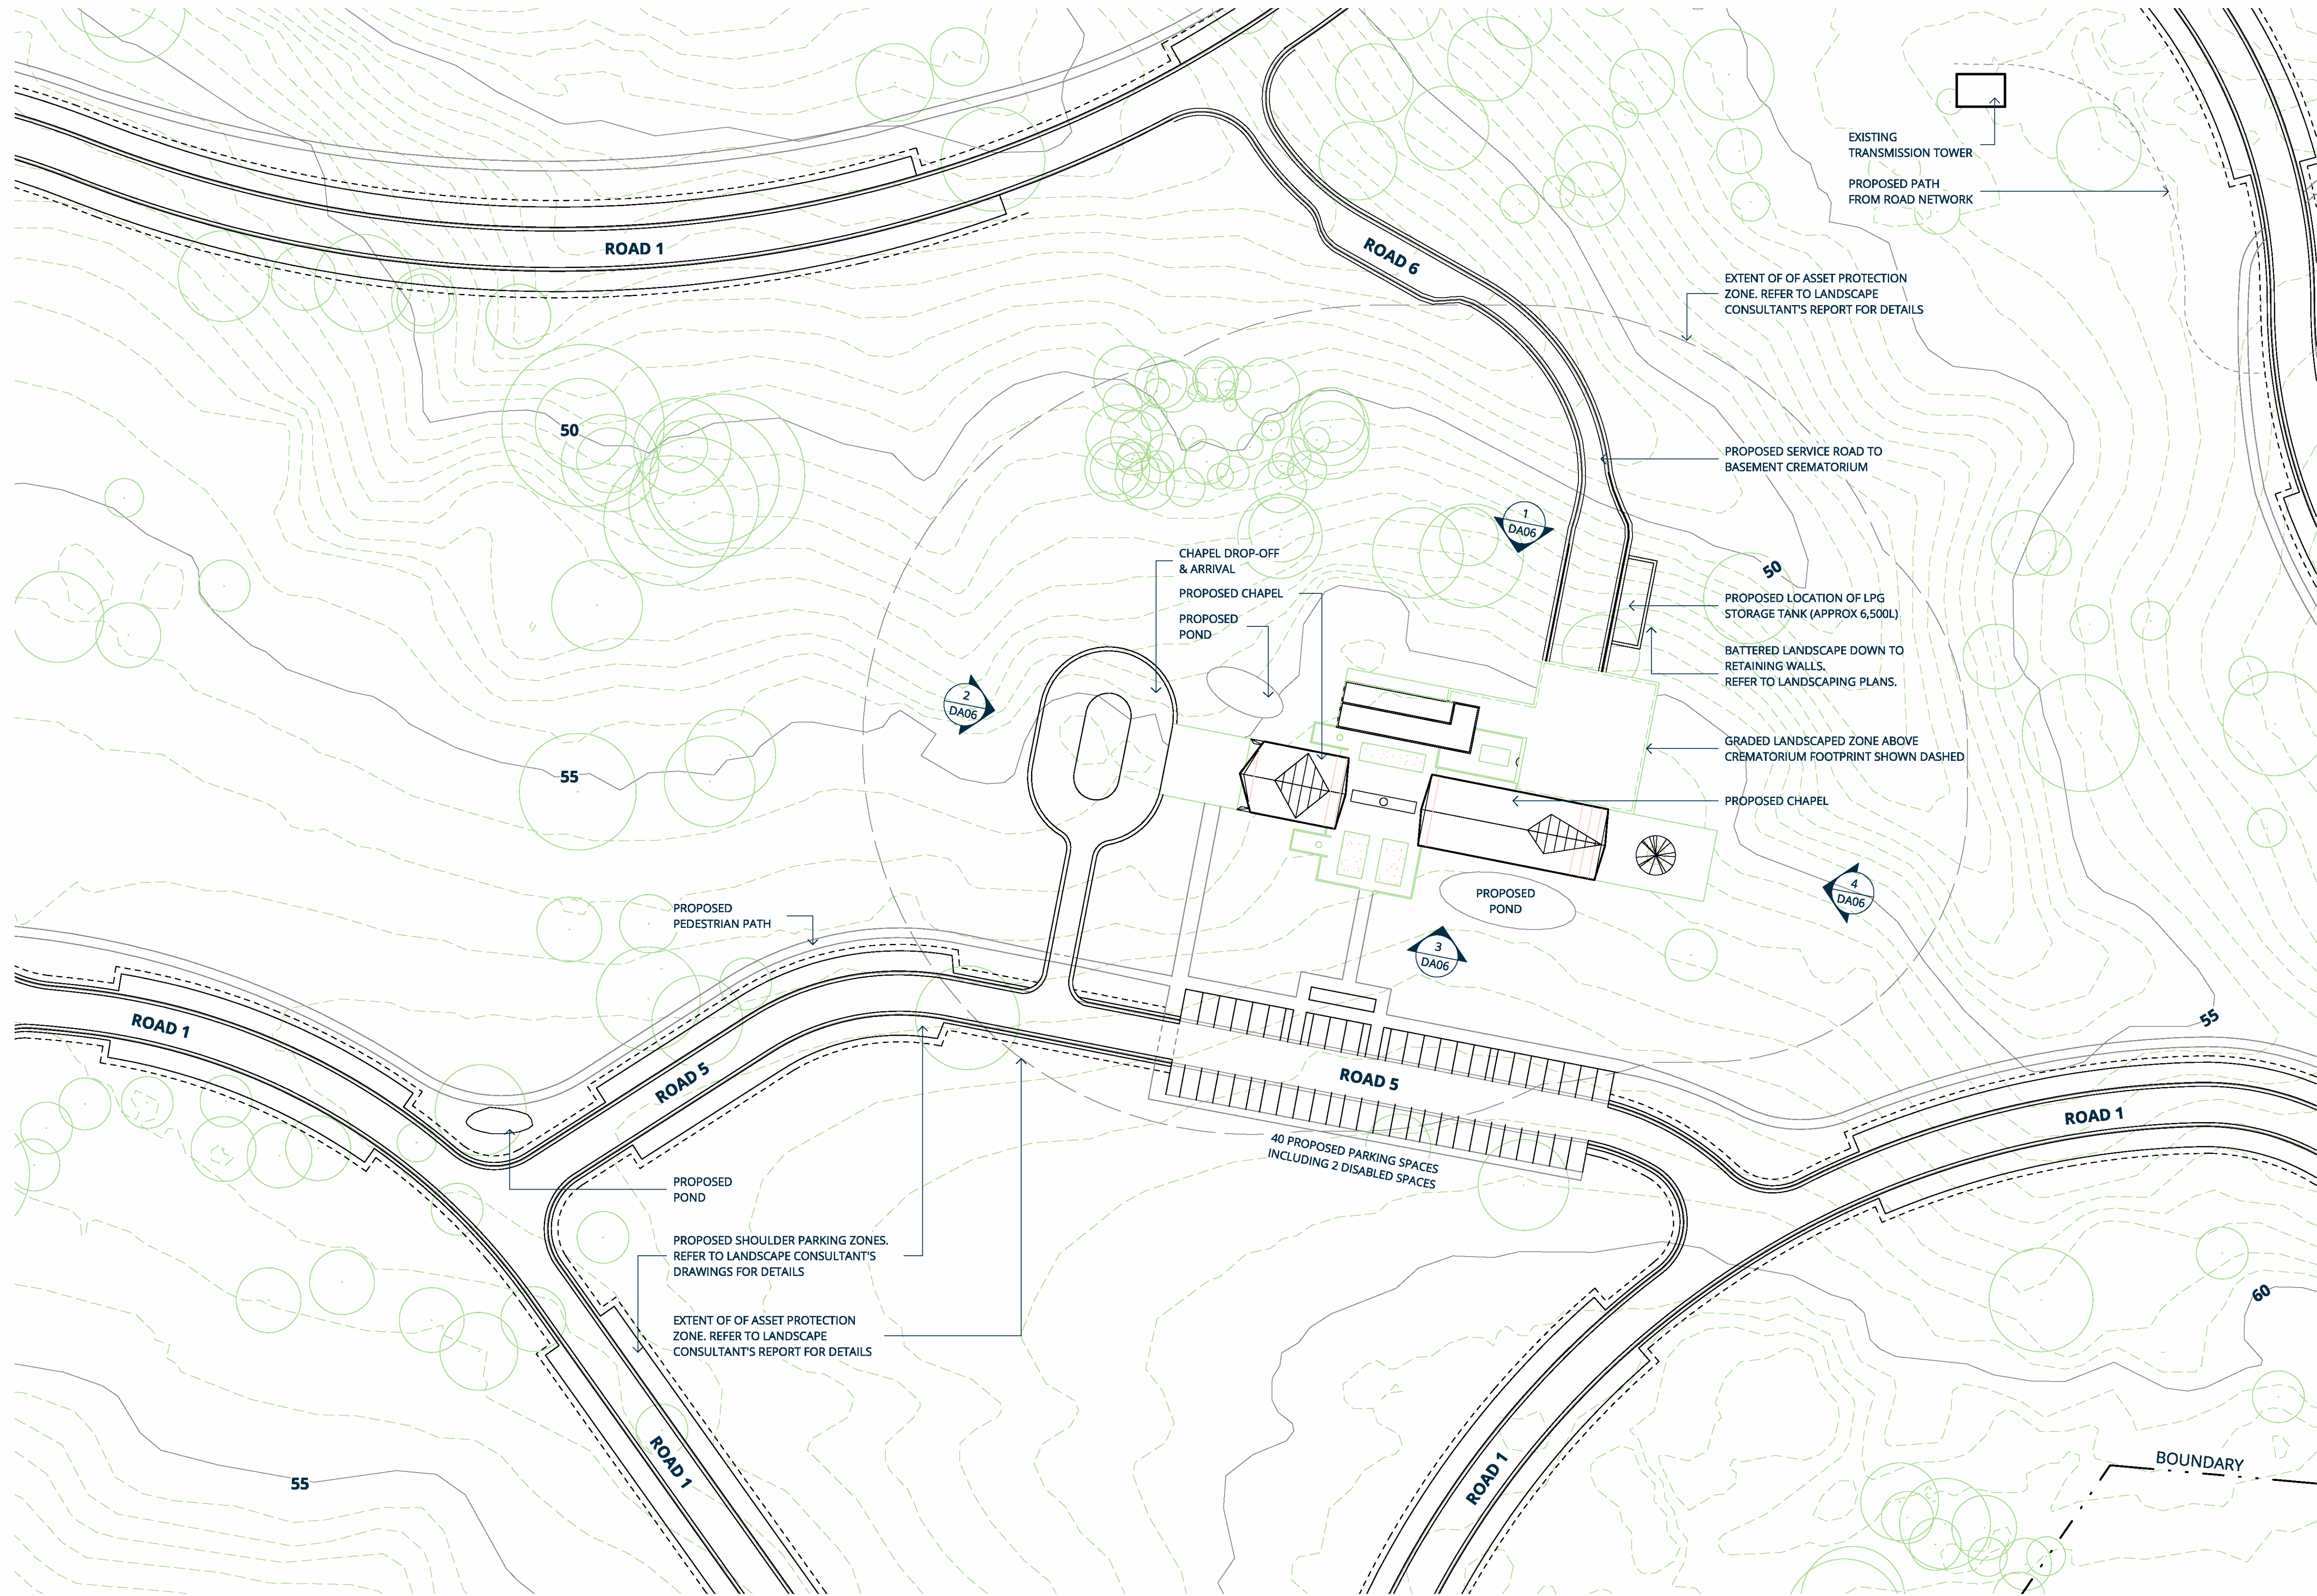 EXISTING
TRANSMISSION TOWER
PROPOSED PATH
FROM ROAD NETWORK
ROAD 1
ROAD 6
EXTENT OF OF ASSET PROTECTION
ZONE. REFER TO LANDSCAPE
CONSULTANT'S REPORT FOR DETAILS
50
PROPOSED SERVICE ROAD TO
BASEMENT CREMATORIUM
1
DA06
CHAPEL DROP-OFF
& ARRIVAL
PROPOSED CHAPEL
PROPOSED
POND
50
PROPOSED LOCATION OF LPG
STORAGE TANK (APPROX 6,500L)
BATTERED LANDSCAPE DOWN TO
RETAINING WALLS.
REFER TO LANDSCAPING PLANS.
2
DA06
GRADED LANDSCAPED ZONE ABOVE
CREMATORIUM FOOTPRINT SHOWN DASHED
55
PROPOSED CHAPEL
PROPOSED
POND
4
DA06
PROPOSED
PEDESTRIAN PATH
3
DA06
ROAD 1
55
ROAD 5
ROAD 5
ROAD 1
40 PROPOSED PARKING SPACES
INCLUDING 2 DISABLED SPACES
PROPOSED
POND
PROPOSED SHOULDER PARKING ZONES.
REFER TO LANDSCAPE CONSULTANT'S
DRAWINGS FOR DETAILS
60
EXTENT OF OF ASSET PROTECTION
ZONE. REFER TO LANDSCAPE
CONSULTANT'S REPORT FOR DETAILS
ROAD 1
ROAD 1
BOUNDARY
55